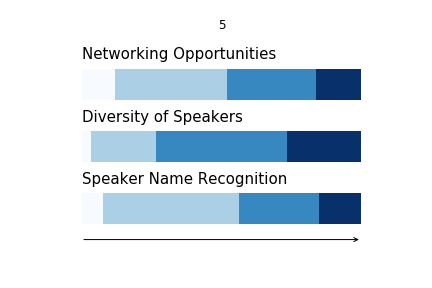 5
Networking Opportunities
Diversity of Speakers
Speaker Name Recognition